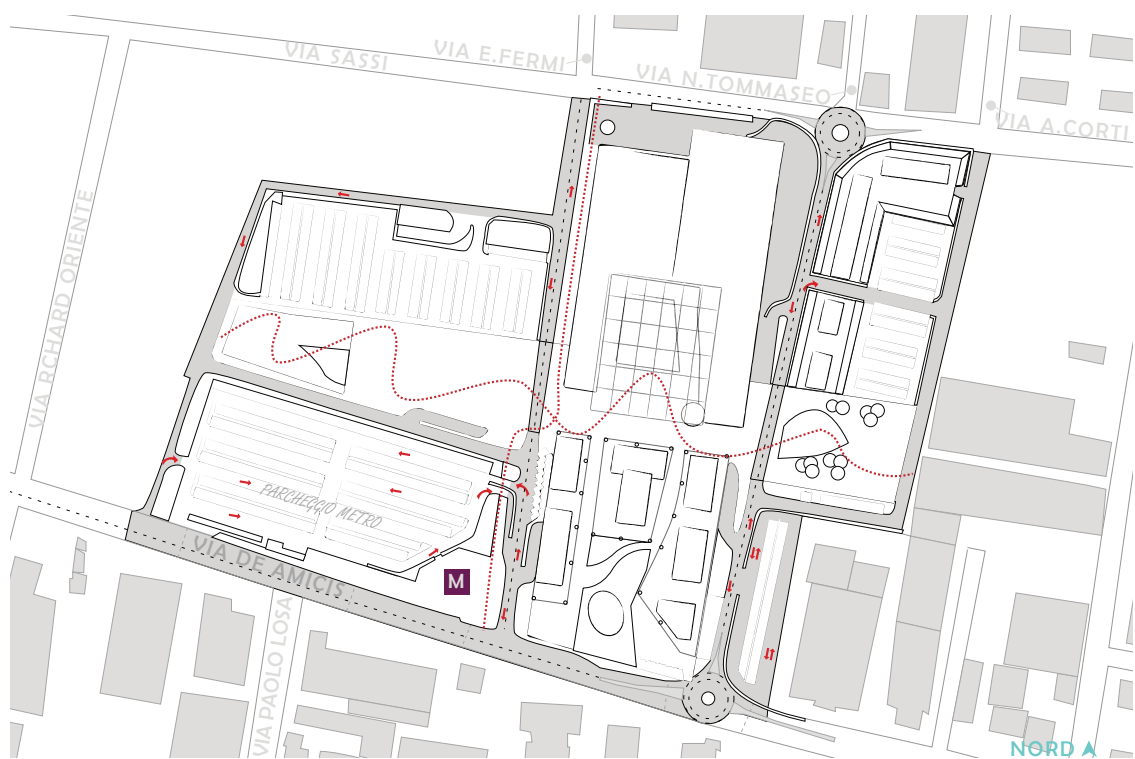 VIA SASSI
VIA E.FERMI
VIA N.TOMMASEO
VIA A.CORTI
VIA RCHARD ORIENTE
PARCHEGGIO METRO
VIA DE AMICIS
M
VIA PAOLO LOSA
NORD